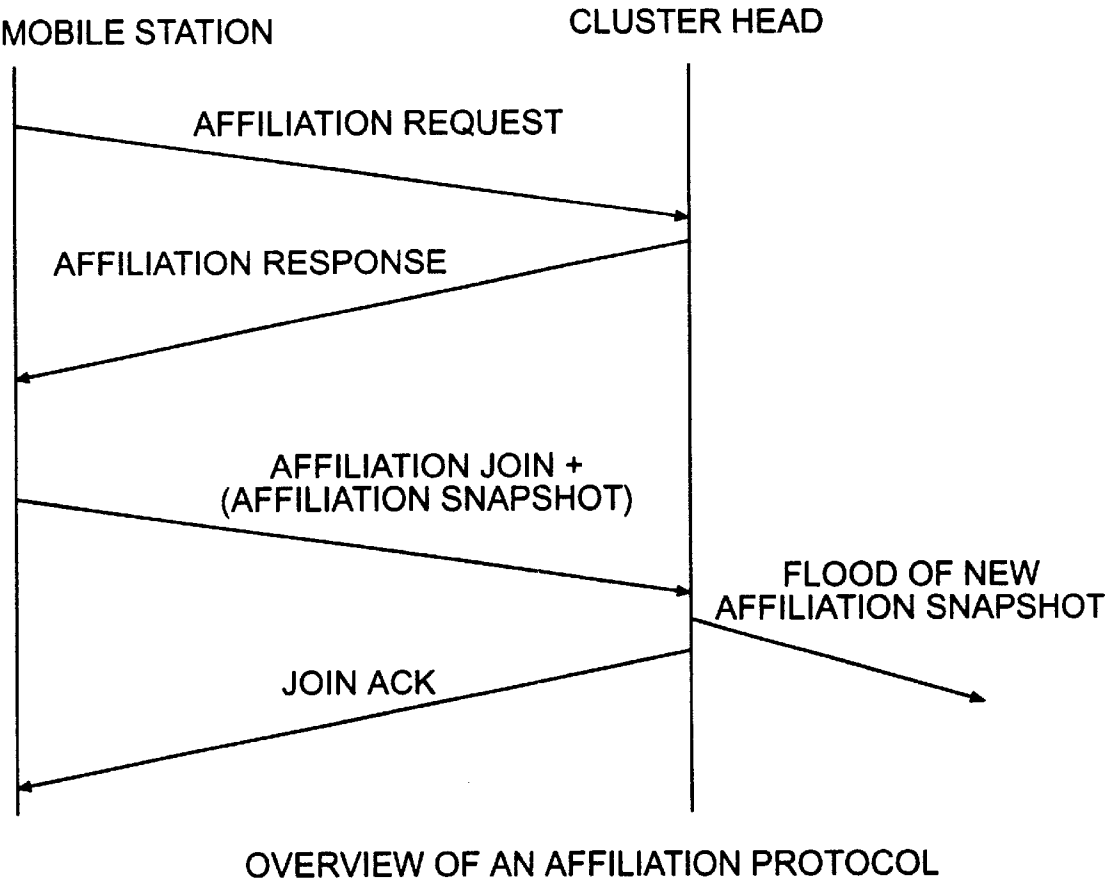 MOBILE STATION
CLUSTER HEAD
AFFILIATION REQUEST
AFFILIATION RESPONSE
AFFILIATION JOIN +
(AFFILIATION SNAPSHOT)
FLOOD OF NEW
AFFILIATION SNAPSHOT
JOIN ACK
OVERVIEW OF AN AFFILIATION PROTOCOL